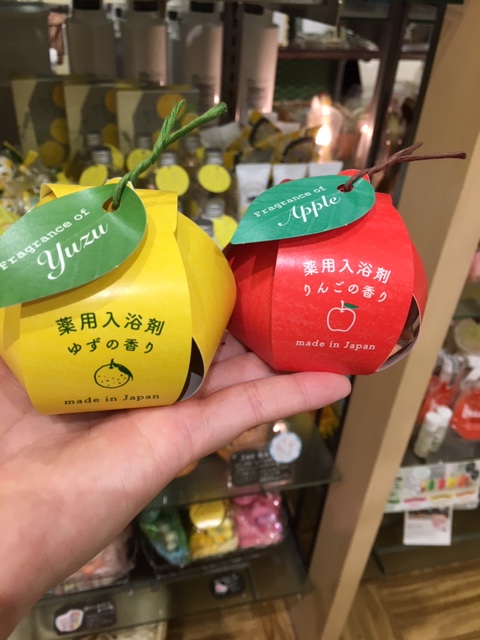 Fragrance of
Yuzu
薬用入浴剤
ゆずの香り
made in Japan
Fragrance of
Apple
薬用入浴剤
りんごの香り
made in Japan